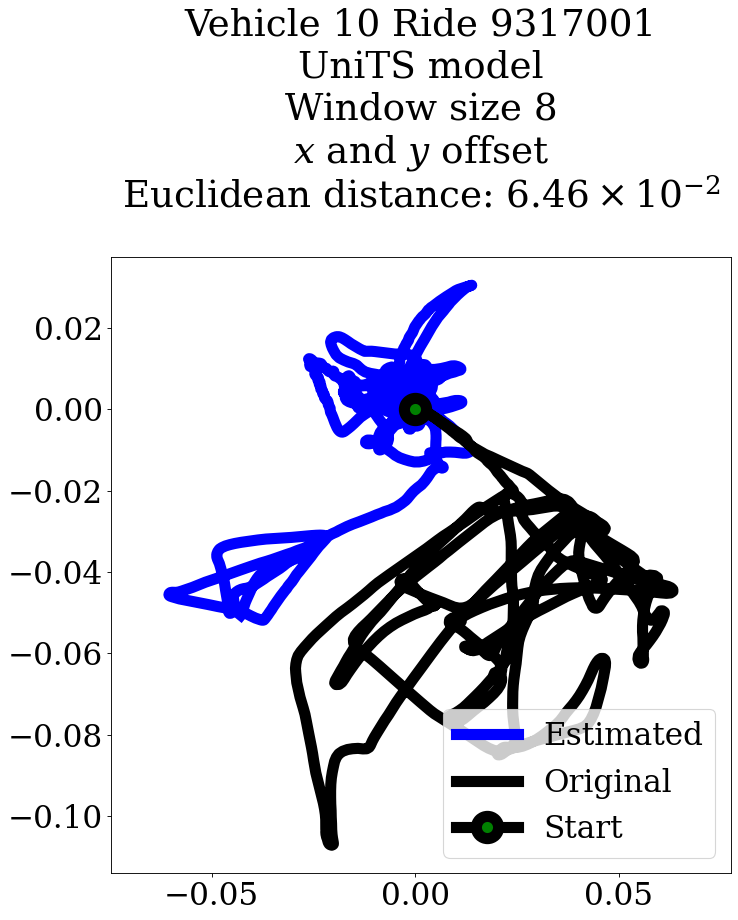 Vehicle 10 Ride 9317001
UniTS model
Window size 8
x and y offset
Euclidean distance: 6.46 × 10⁻²
0.02
0.00
−0.02
−0.04
−0.06
−0.08
−0.10
Estimated
Original
Start
−0.05
0.00
0.05